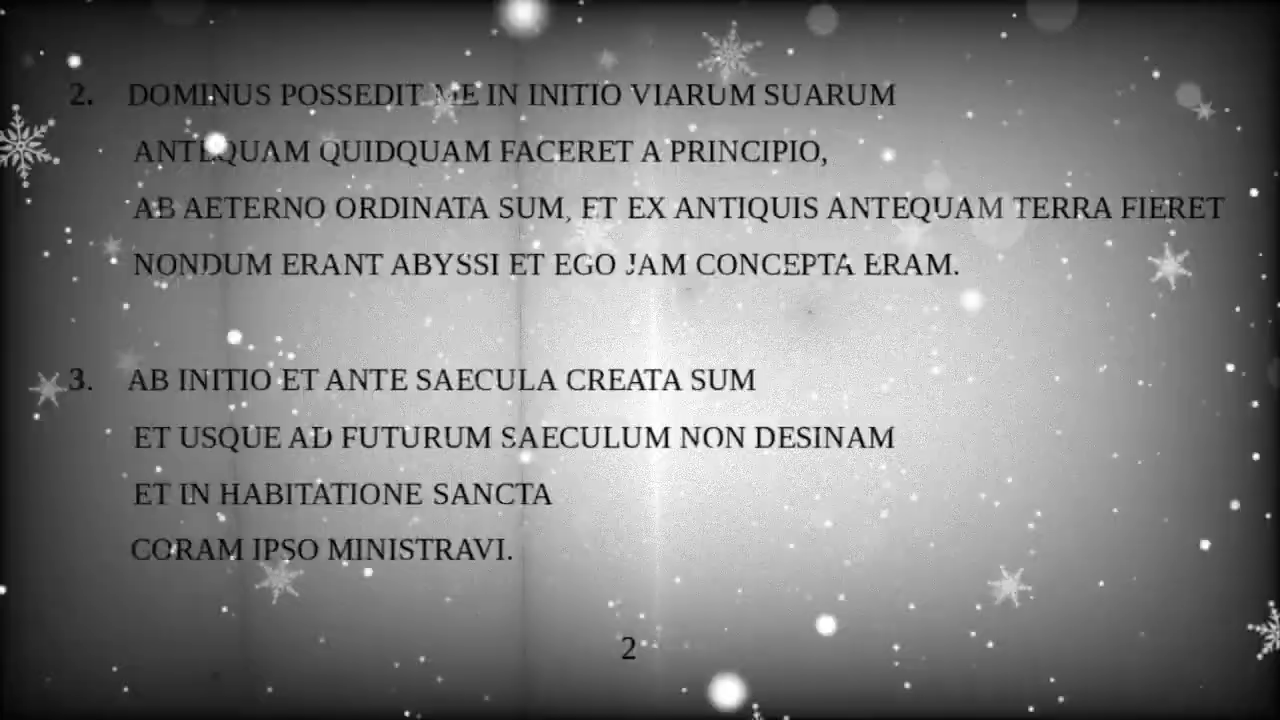 2. DOMINUS POSSEDIT ME IN INITIO VIARUM SUARUM
ANTEQUAM QUIDQUAM FACERET A PRINCIPIO,
AB AETERNO ORDINATA SUM, ET EX ANTIQUIS ANTEQUAM TERRA FIERET
NONDUM ERANT ABYSSI ET EGO JAM CONCEPTA ERAM.
3. AB INITIO ET ANTE SAECULA CREATA SUM
ET USQUE AD FUTURUM SAECULUM NON DESINAM
ET IN HABITATIONE SANCTA
CORAM IPSO MINISTRAVI.
2